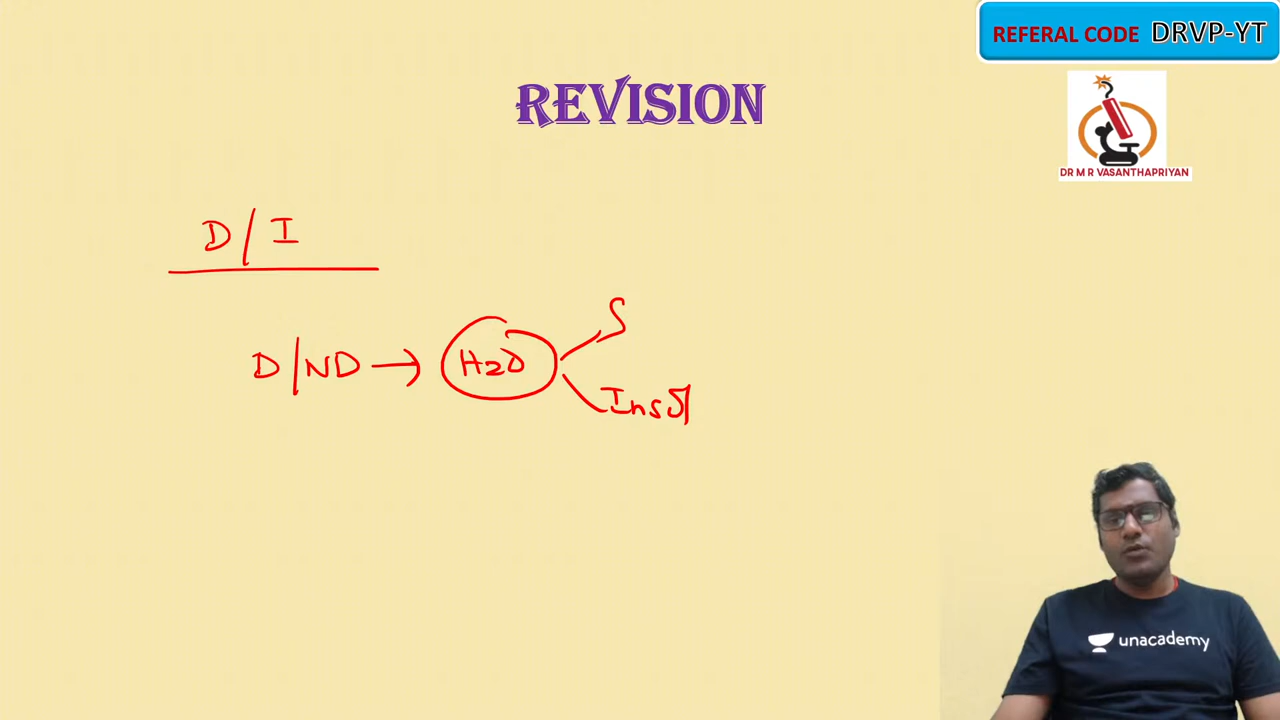 REFERAL CODE DRVP-YT
REVISION
DR M R VASANTHAPRIYAN
D/I
D/ND → H2O
S
Insol
unacademy